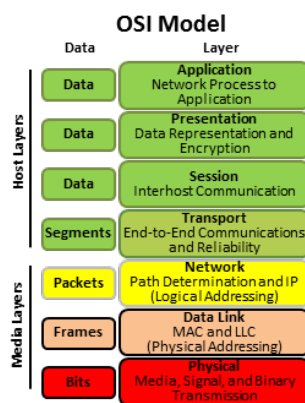 OSI Model
Data Layer
Host Layers
Data
Application
Network Process to
Application
Data
Presentation
Data Representation and
Encryption
Data
Session
Interhost Communication
Segments
Transport
End-to-End Communications
and Reliability
Media Layers
Packets
Network
Path Determination and IP
(Logical Addressing)
Frames
Data Link
MAC and LLC
(Physical Addressing)
Bits
Physical
Media, Signal, and Binary
Transmission